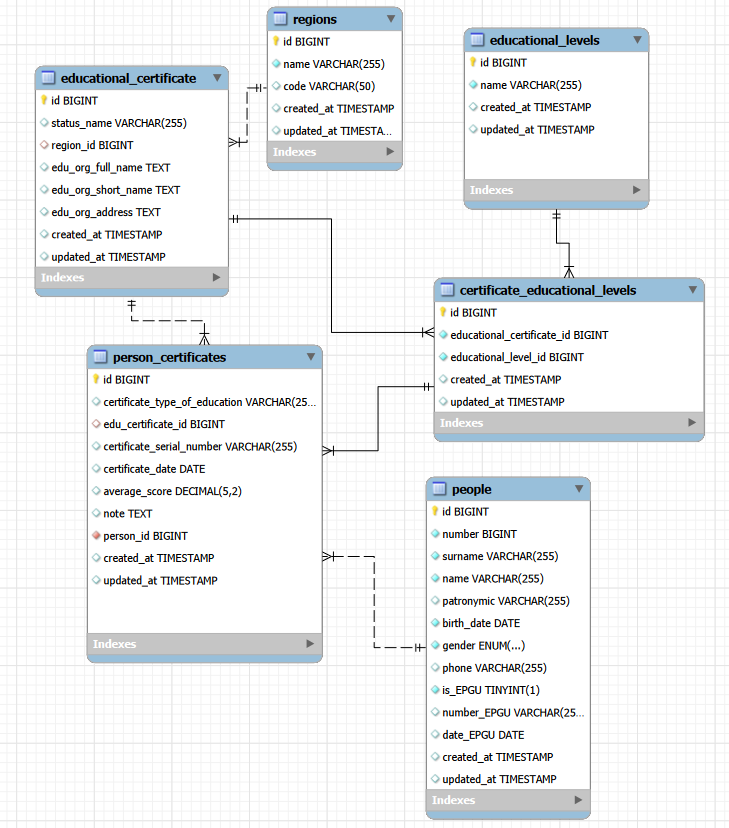 regions
id BIGINT
name VARCHAR(255)
code VARCHAR(50)
created_at TIMESTAMP
updated_at TIMESTA...
Indexes
educational_levels
id BIGINT
name VARCHAR(255)
created_at TIMESTAMP
updated_at TIMESTAMP
Indexes
educational_certificate
id BIGINT
status_name VARCHAR(255)
region_id BIGINT
edu_org_full_name TEXT
edu_org_short_name TEXT
edu_org_address TEXT
created_at TIMESTAMP
updated_at TIMESTAMP
Indexes
certificate_educational_levels
id BIGINT
educational_certificate_id BIGINT
educational_level_id BIGINT
created_at TIMESTAMP
updated_at TIMESTAMP
Indexes
person_certificates
id BIGINT
certificate_type_of_education VARCHAR(25...
edu_certificate_id BIGINT
certificate_serial_number VARCHAR(255)
certificate_date DATE
average_score DECIMAL(5,2)
note TEXT
person_id BIGINT
created_at TIMESTAMP
updated_at TIMESTAMP
Indexes
people
id BIGINT
number BIGINT
surname VARCHAR(255)
name VARCHAR(255)
patronymic VARCHAR(255)
birth_date DATE
gender ENUM(...)
phone VARCHAR(255)
is_EPGU TINYINT(1)
number_EPGU VARCHAR(25...
date_EPGU DATE
created_at TIMESTAMP
updated_at TIMESTAMP
Indexes